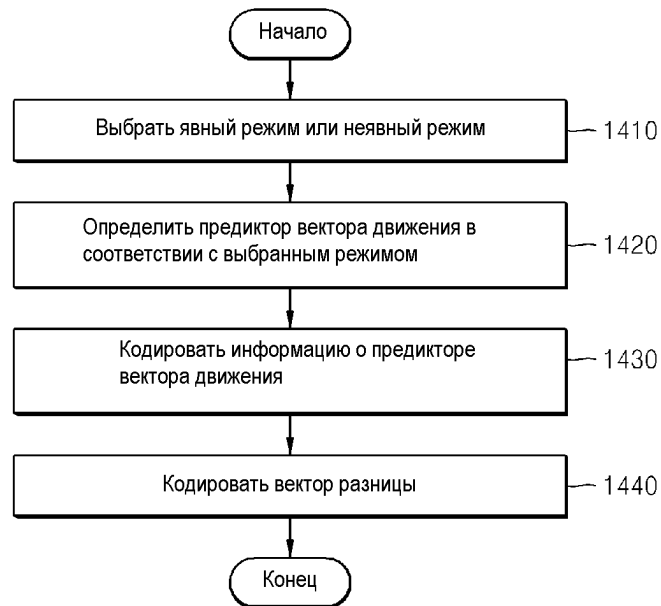 Начало
Выбрать явный режим или неявный режим
1410
Определить предиктор вектора движения в
соответствии с выбранным режимом
1420
Кодировать информацию о предикторе
вектора движения
1430
Кодировать вектор разницы
1440
Конец